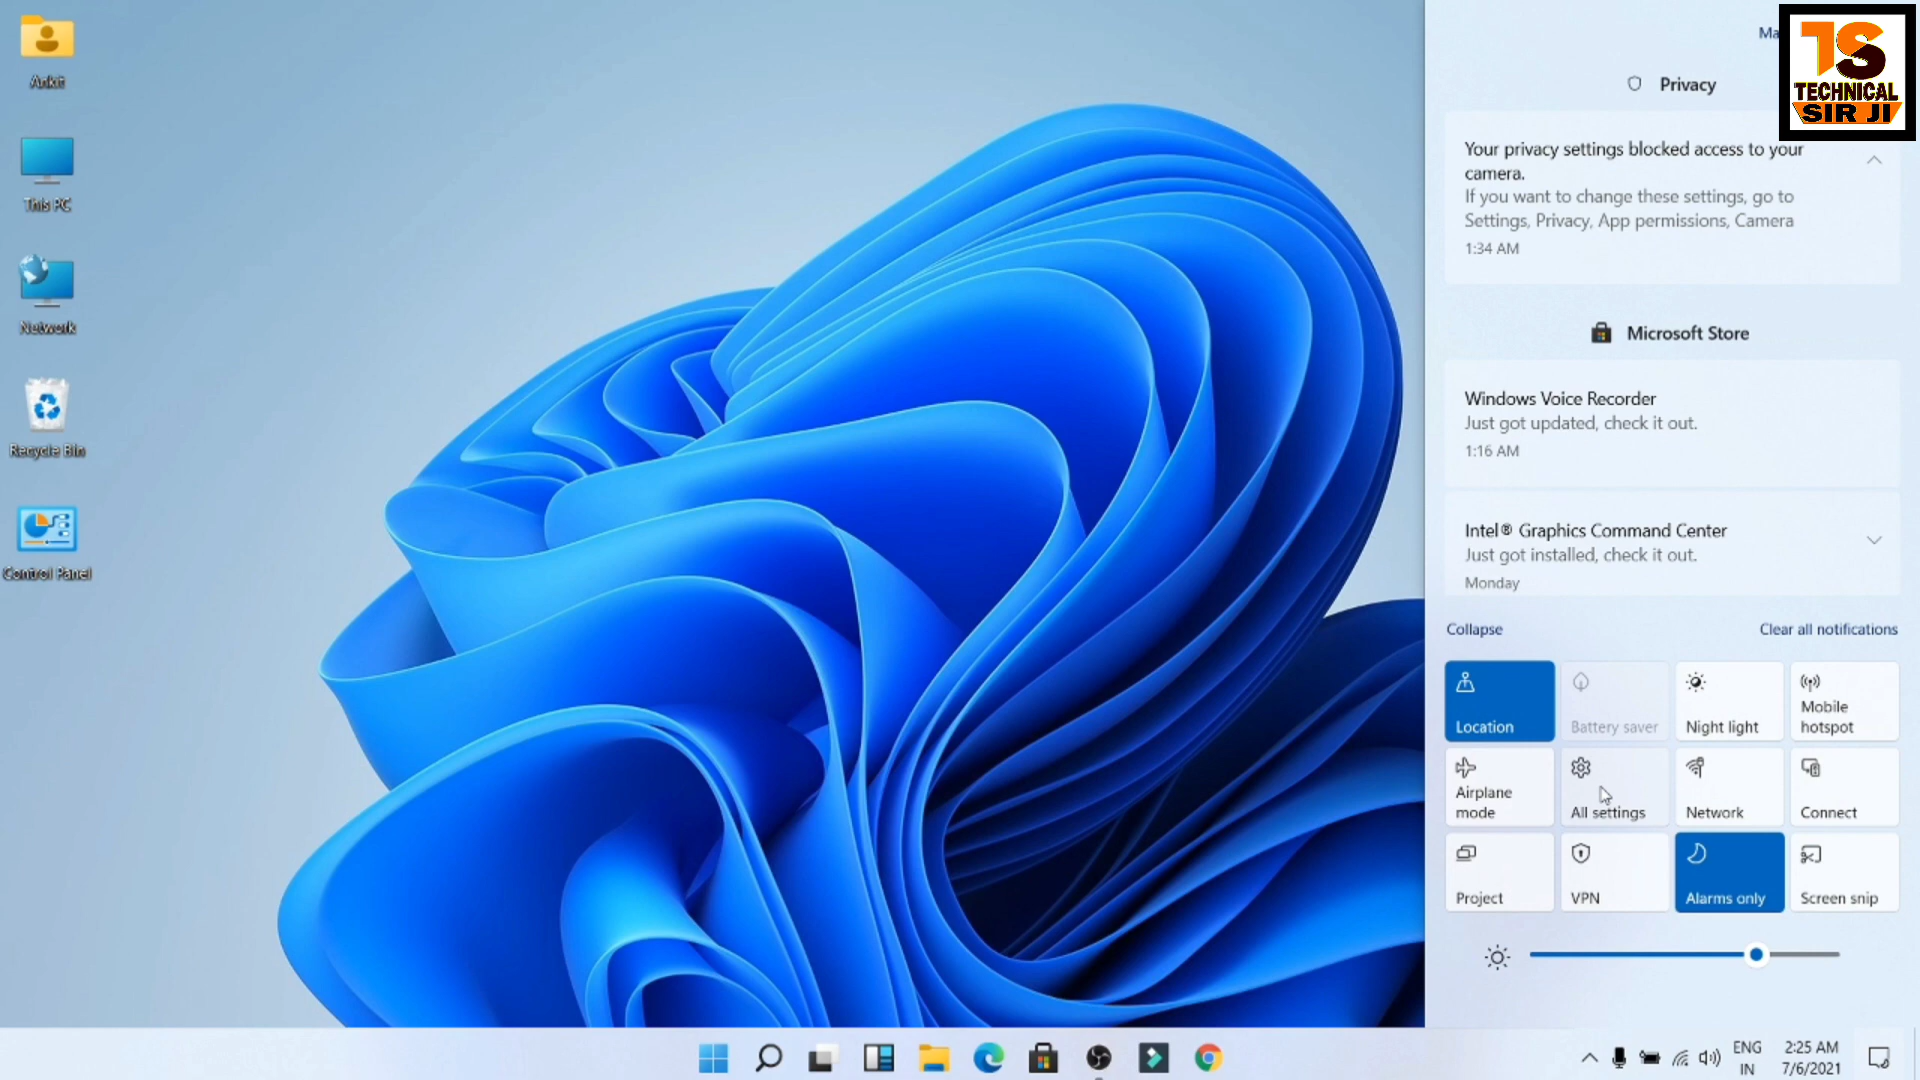 Ankit
This PC
Network
Recycle Bin
Control Panel
Ma
TS
TECHNICAL
SIR JI
Privacy
Your privacy settings blocked access to your
camera.
If you want to change these settings, go to
Settings, Privacy, App permissions, Camera
1:34 AM
Microsoft Store
Windows Voice Recorder
Just got updated, check it out.
1:16 AM
Intel® Graphics Command Center
Just got installed, check it out.
Monday
Collapse
Clear all notifications
Location
Battery saver
Night light
Mobile
hotspot
Airplane
mode
All settings
Network
Connect
Project
VPN
Alarms only
Screen snip
ENG
IN
2:25 AM
7/6/2021